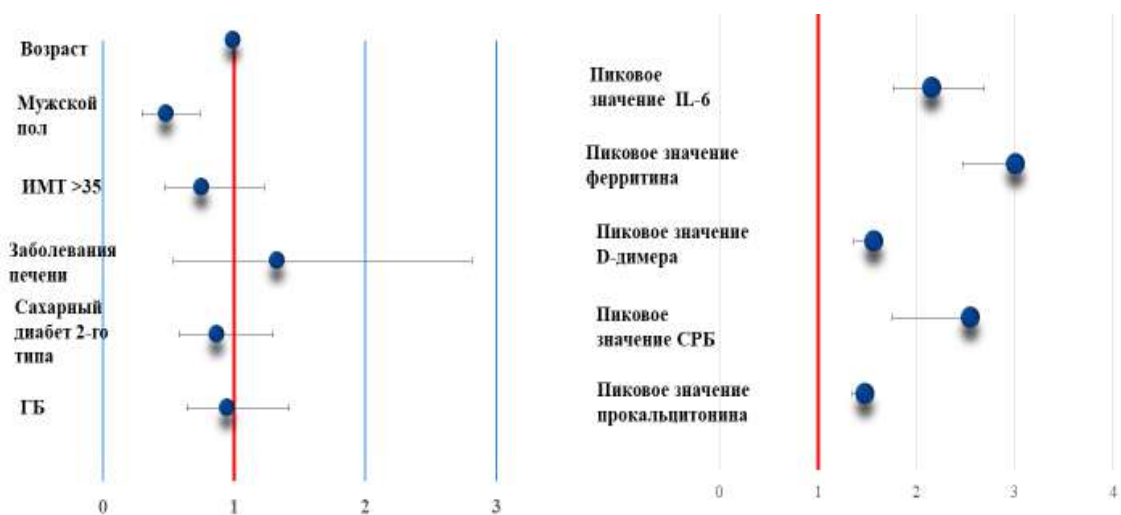 Возраст
Мужской
пол
ИМТ >35
Заболевания
печени
Сахарный
диабет 2-го
типа
ГБ
0 1 2 3
Пиковое
значение IL-6
Пиковое значение
ферритина
Пиковое значение
D-димера
Пиковое
значение СРБ
Пиковое значение
прокальцитонина
0 1 2 3 4